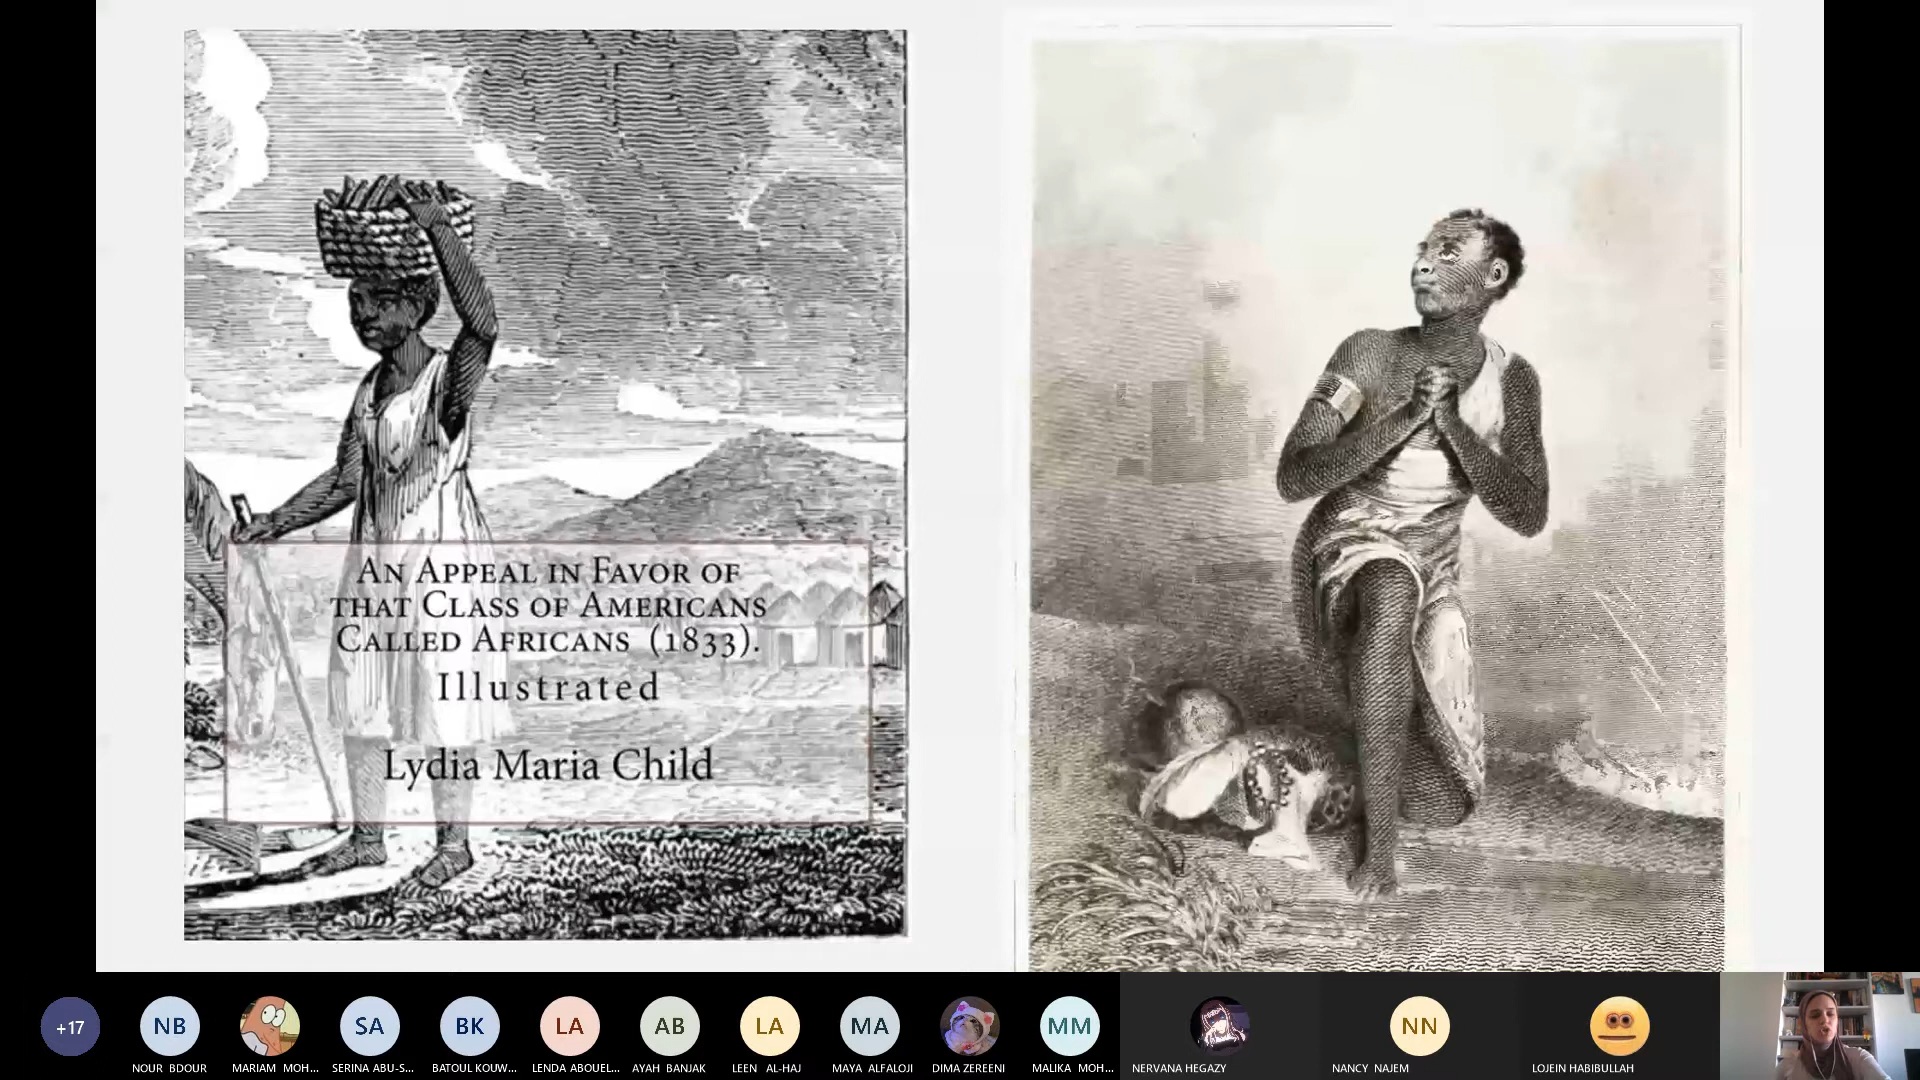 AN APPEAL IN FAVOR OF
THAT CLASS OF AMERICANS
CALLED AFRICANS (1833).
Illustrated
Lydia Maria Child
+17
NB
SA
BK
LA
AB
LA
MA
MM
NN
NOUR BDOUR
MARIAM MOH...
SERINA ABU-S...
BATOUL KOUW...
LENDA ABOUEL...
AYAH BANJAK
LEEN AL-HAJ
MAYA ALFALOJI
DIMA ZEREENI
MALIKA MOH...
NERVANA HEGAZY
NANCY NAJEM
LOJEIN HABIBULLAH